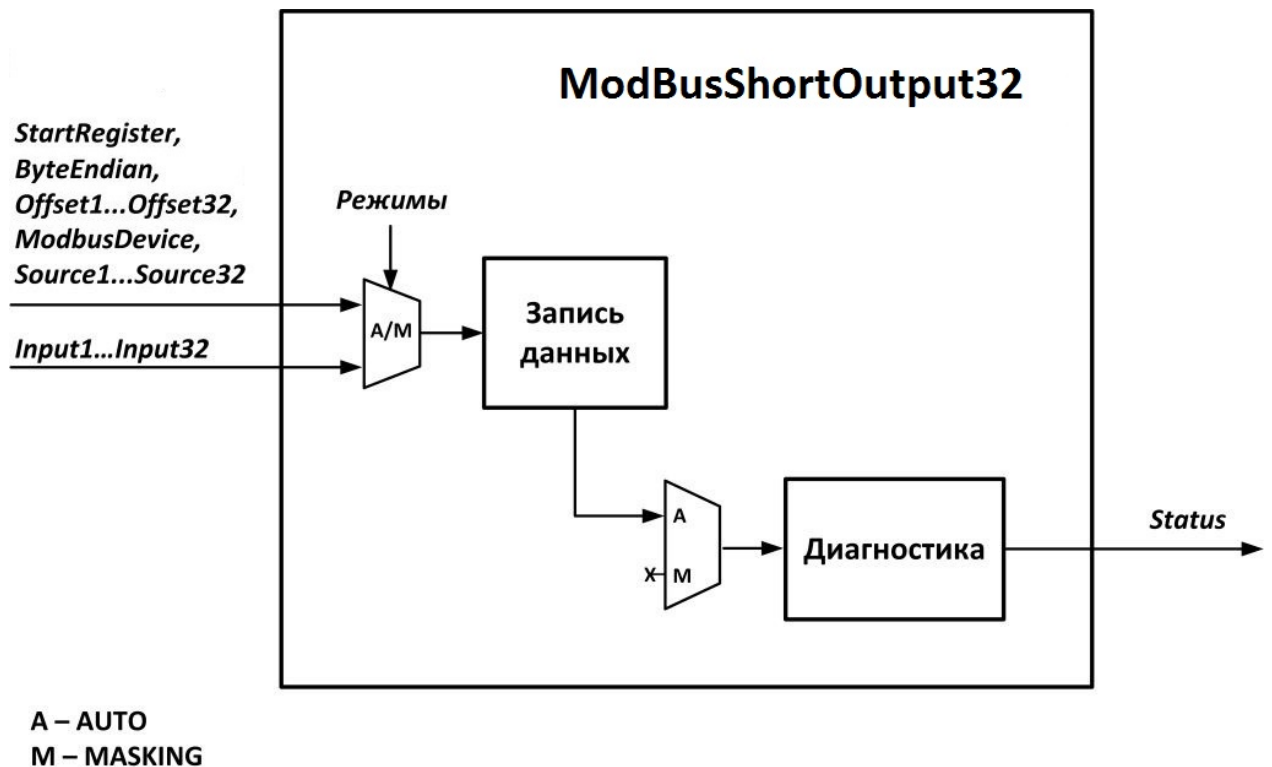 ModBusShortOutput32
StartRegister,
ByteEndian,
Offset1...Offset32,
ModbusDevice,
Source1...Source32
Режимы
A/M
Запись
данных
Input1...Input32
A
X M
Диагностика
Status
A – AUTO
M – MASKING